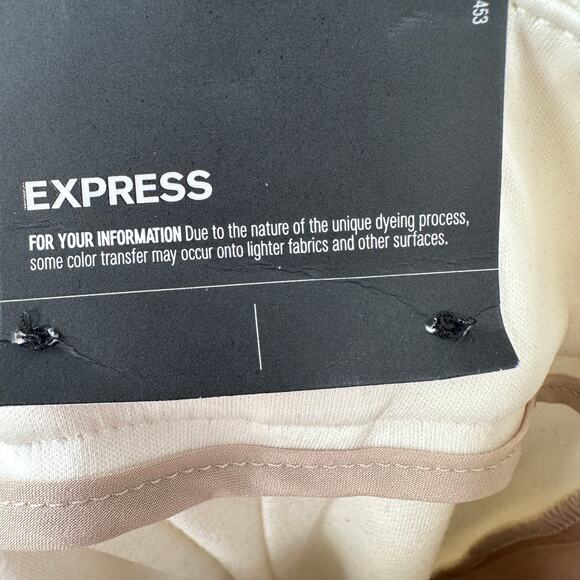 453
EXPRESS
FOR YOUR INFORMATION Due to the nature of the unique dyeing process,
some color transfer may occur onto lighter fabrics and other surfaces.